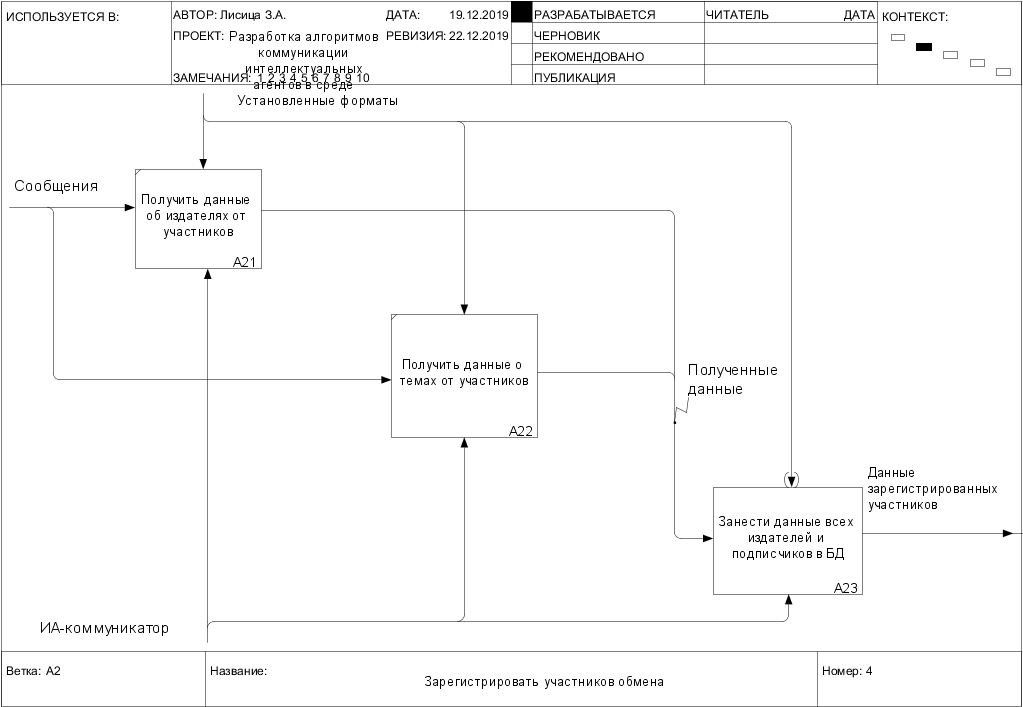 ИСПОЛЬЗУЕТСЯ В:
АВТОР: Лисица З.А.
ДАТА: 19.12.2019
РАЗРАБАТЫВАЕТСЯ
ЧИТАТЕЛЬ
ДАТА
КОНТЕКСТ:
ПРОЕКТ: Разработка алгоритмов
коммуникации
интеллектуальных
агентов в среде
РЕВИЗИЯ: 22.12.2019
ЧЕРНОВИК
РЕКОМЕНДОВАНО
ЗАМЕЧАНИЯ: 1 2 3 4 5 6 7 8 9 10
ПУБЛИКАЦИЯ
Установленные форматы
Сообщения
Получить данные
об издателях от
участников
A21
Получить данные о
темах от участников
A22
Полученные
данные
Данные
зарегистрированных
участников
Занести данные всех
издателей и
подписчиков в БД
A23
ИА-коммуникатор
Ветка: A2
Название:
Зарегистрировать участников обмена
Номер: 4